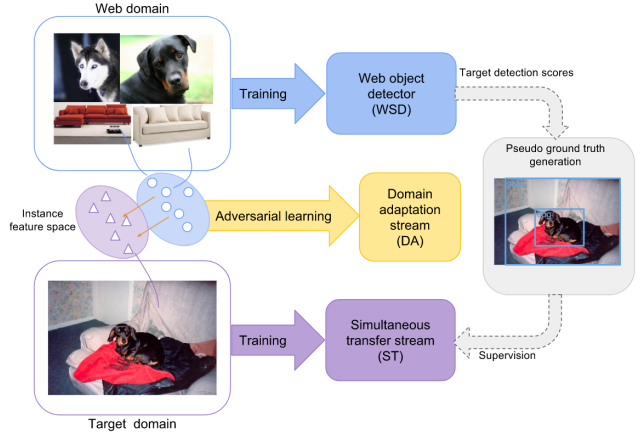 Web domain
Training
Web object
detector
(WSD)
Target detection scores
Pseudo ground truth
generation
Instance
feature space
Adversarial learning
Domain
adaptation
stream
(DA)
Training
Simultaneous
transfer stream
(ST)
Supervision
Target domain